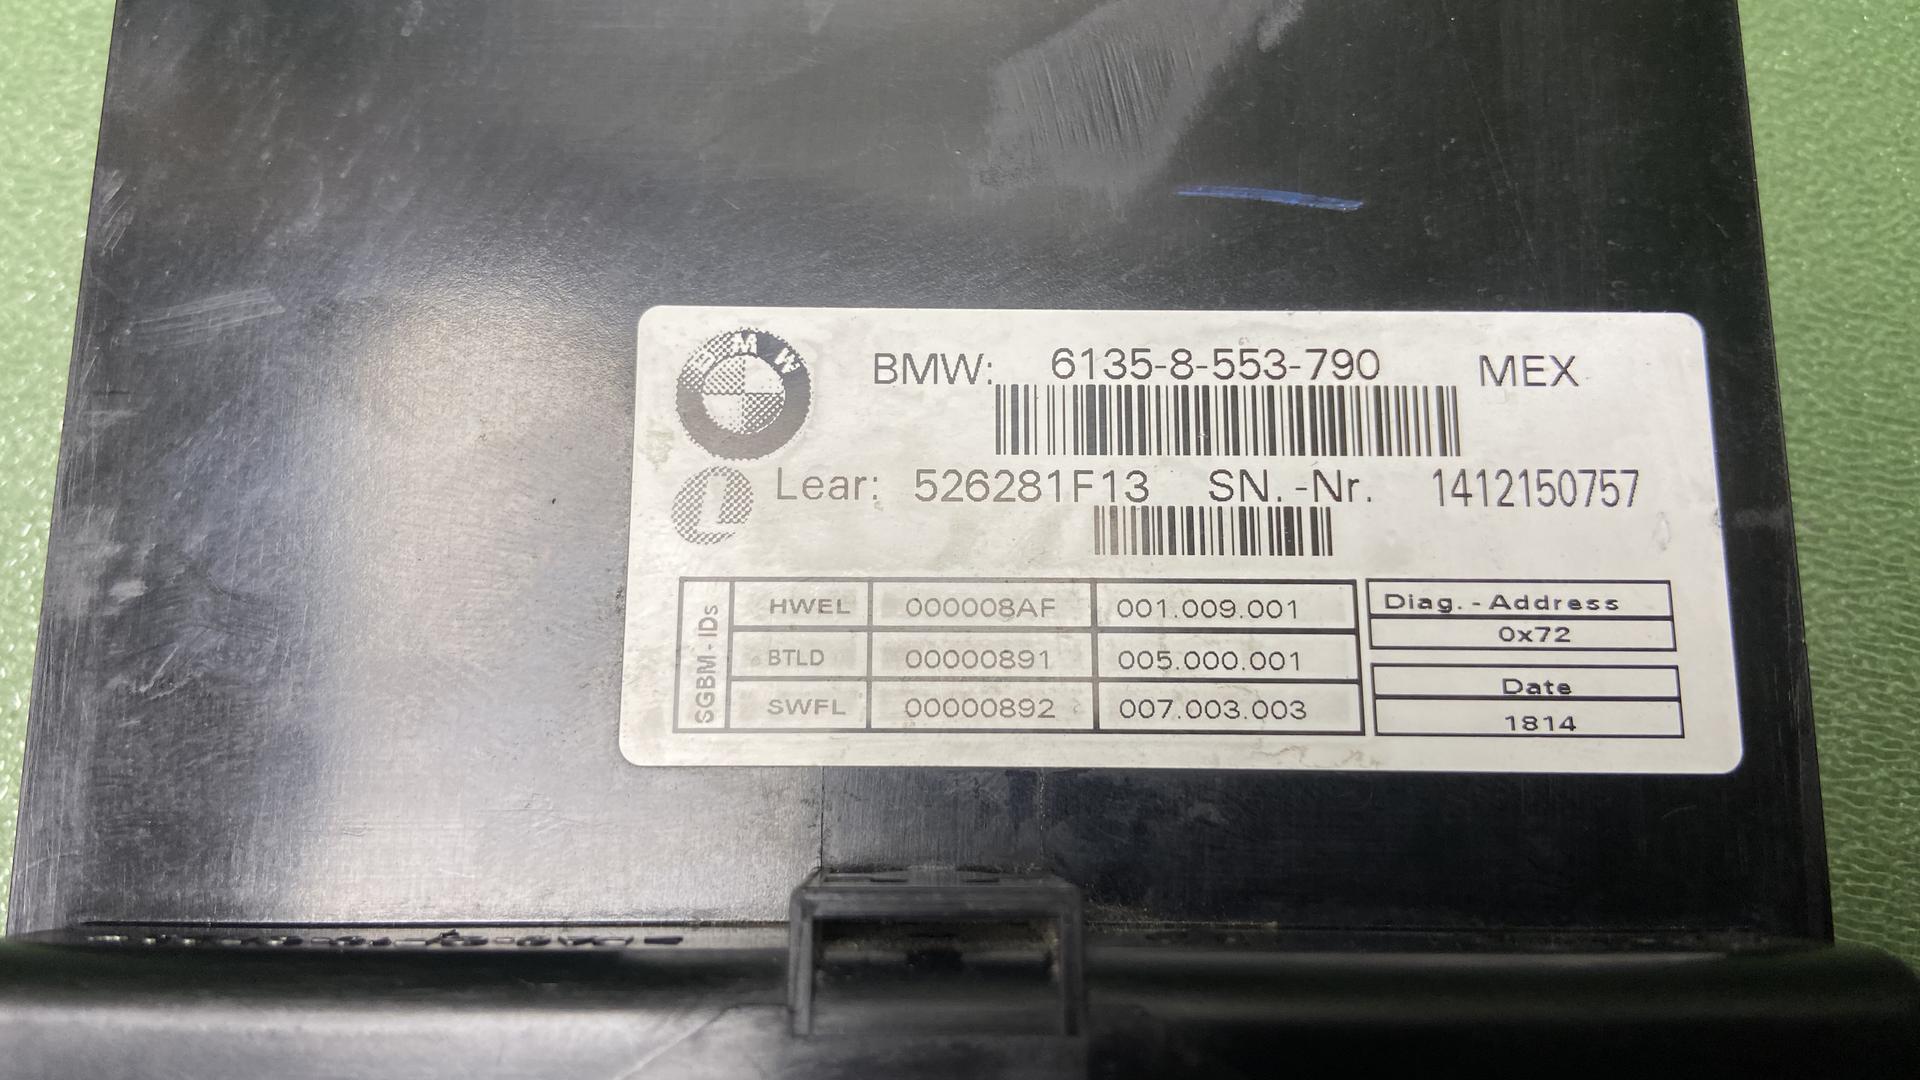 BMW
BMW: 6135-8-553-790 MEX
Lear: 526281F13 SN.-Nr. 1412150757
SGBM-IDs
HWEL 000008AF 001.009.001
BTLD 00000891 005.000.001
SWFL 00000892 007.003.003
Diag.-Address
0x72
Date
1814